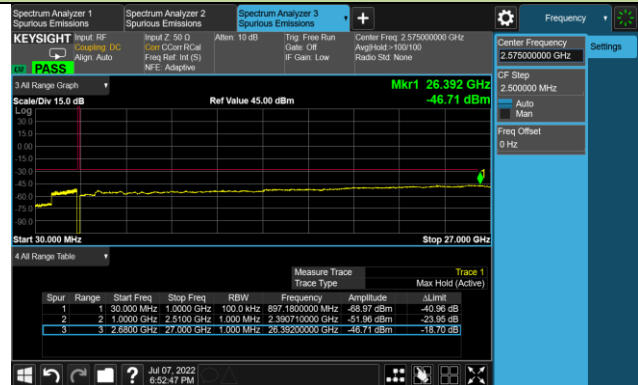 Spectrum Analyzer 1
Spurious Emissions
Spectrum Analyzer 2
Spurious Emissions
Spectrum Analyzer 3
Spurious Emissions
Frequency
KEYSIGHT
Input: RF
Coupling: DC
Align: Auto
Input Z: 50 Ω
Corr CCorr RCal
Freq Ref: Int (S)
NFE: Adaptive
Atten: 10 dB
Trig: Free Run
Gate: Off
IF Gain: Low
Center Freq: 2.575000000 GHz
Avg|Hold:>100/100
Radio Std: None
PASS
Center Frequency
2.575000000 GHz
Settings
CF Step
2.500000 MHz
Auto
Man
Freq Offset
0 Hz
3 All Range Graph
Mkr1 26.392 GHz
Scale/Div 15.0 dB
Ref Value 45.00 dBm
-46.71 dBm
Log
30.0
15.0
0.00
-15.0
-30.0
-45.0
-60.0
-75.0
-90.0
1
Start 30.000 MHz
Stop 27.000 GHz
4 All Range Table
Measure Trace Trace 1
Trace Type Max Hold (Active)
Spur Range Start Freq Stop Freq RBW Frequency Amplitude ΔLimit
1 1 30.000 MHz 1.0000 GHz 100.0 kHz 897.1800000 MHz -68.97 dBm -40.96 dB
2 2 1.0000 GHz 2.5100 GHz 1.000 MHz 2.390710000 GHz -51.96 dBm -23.95 dB
3 3 2.6800 GHz 27.000 GHz 1.000 MHz 26.39200000 GHz -46.71 dBm -18.70 dB
Jul 07, 2022
6:52:47 PM